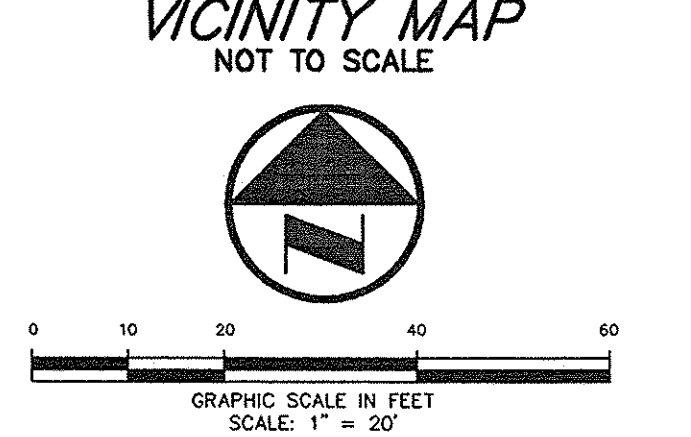 VICINITY MAP
NOT TO SCALE
N
0 10 20 40 60
GRAPHIC SCALE IN FEET
SCALE: 1" = 20'